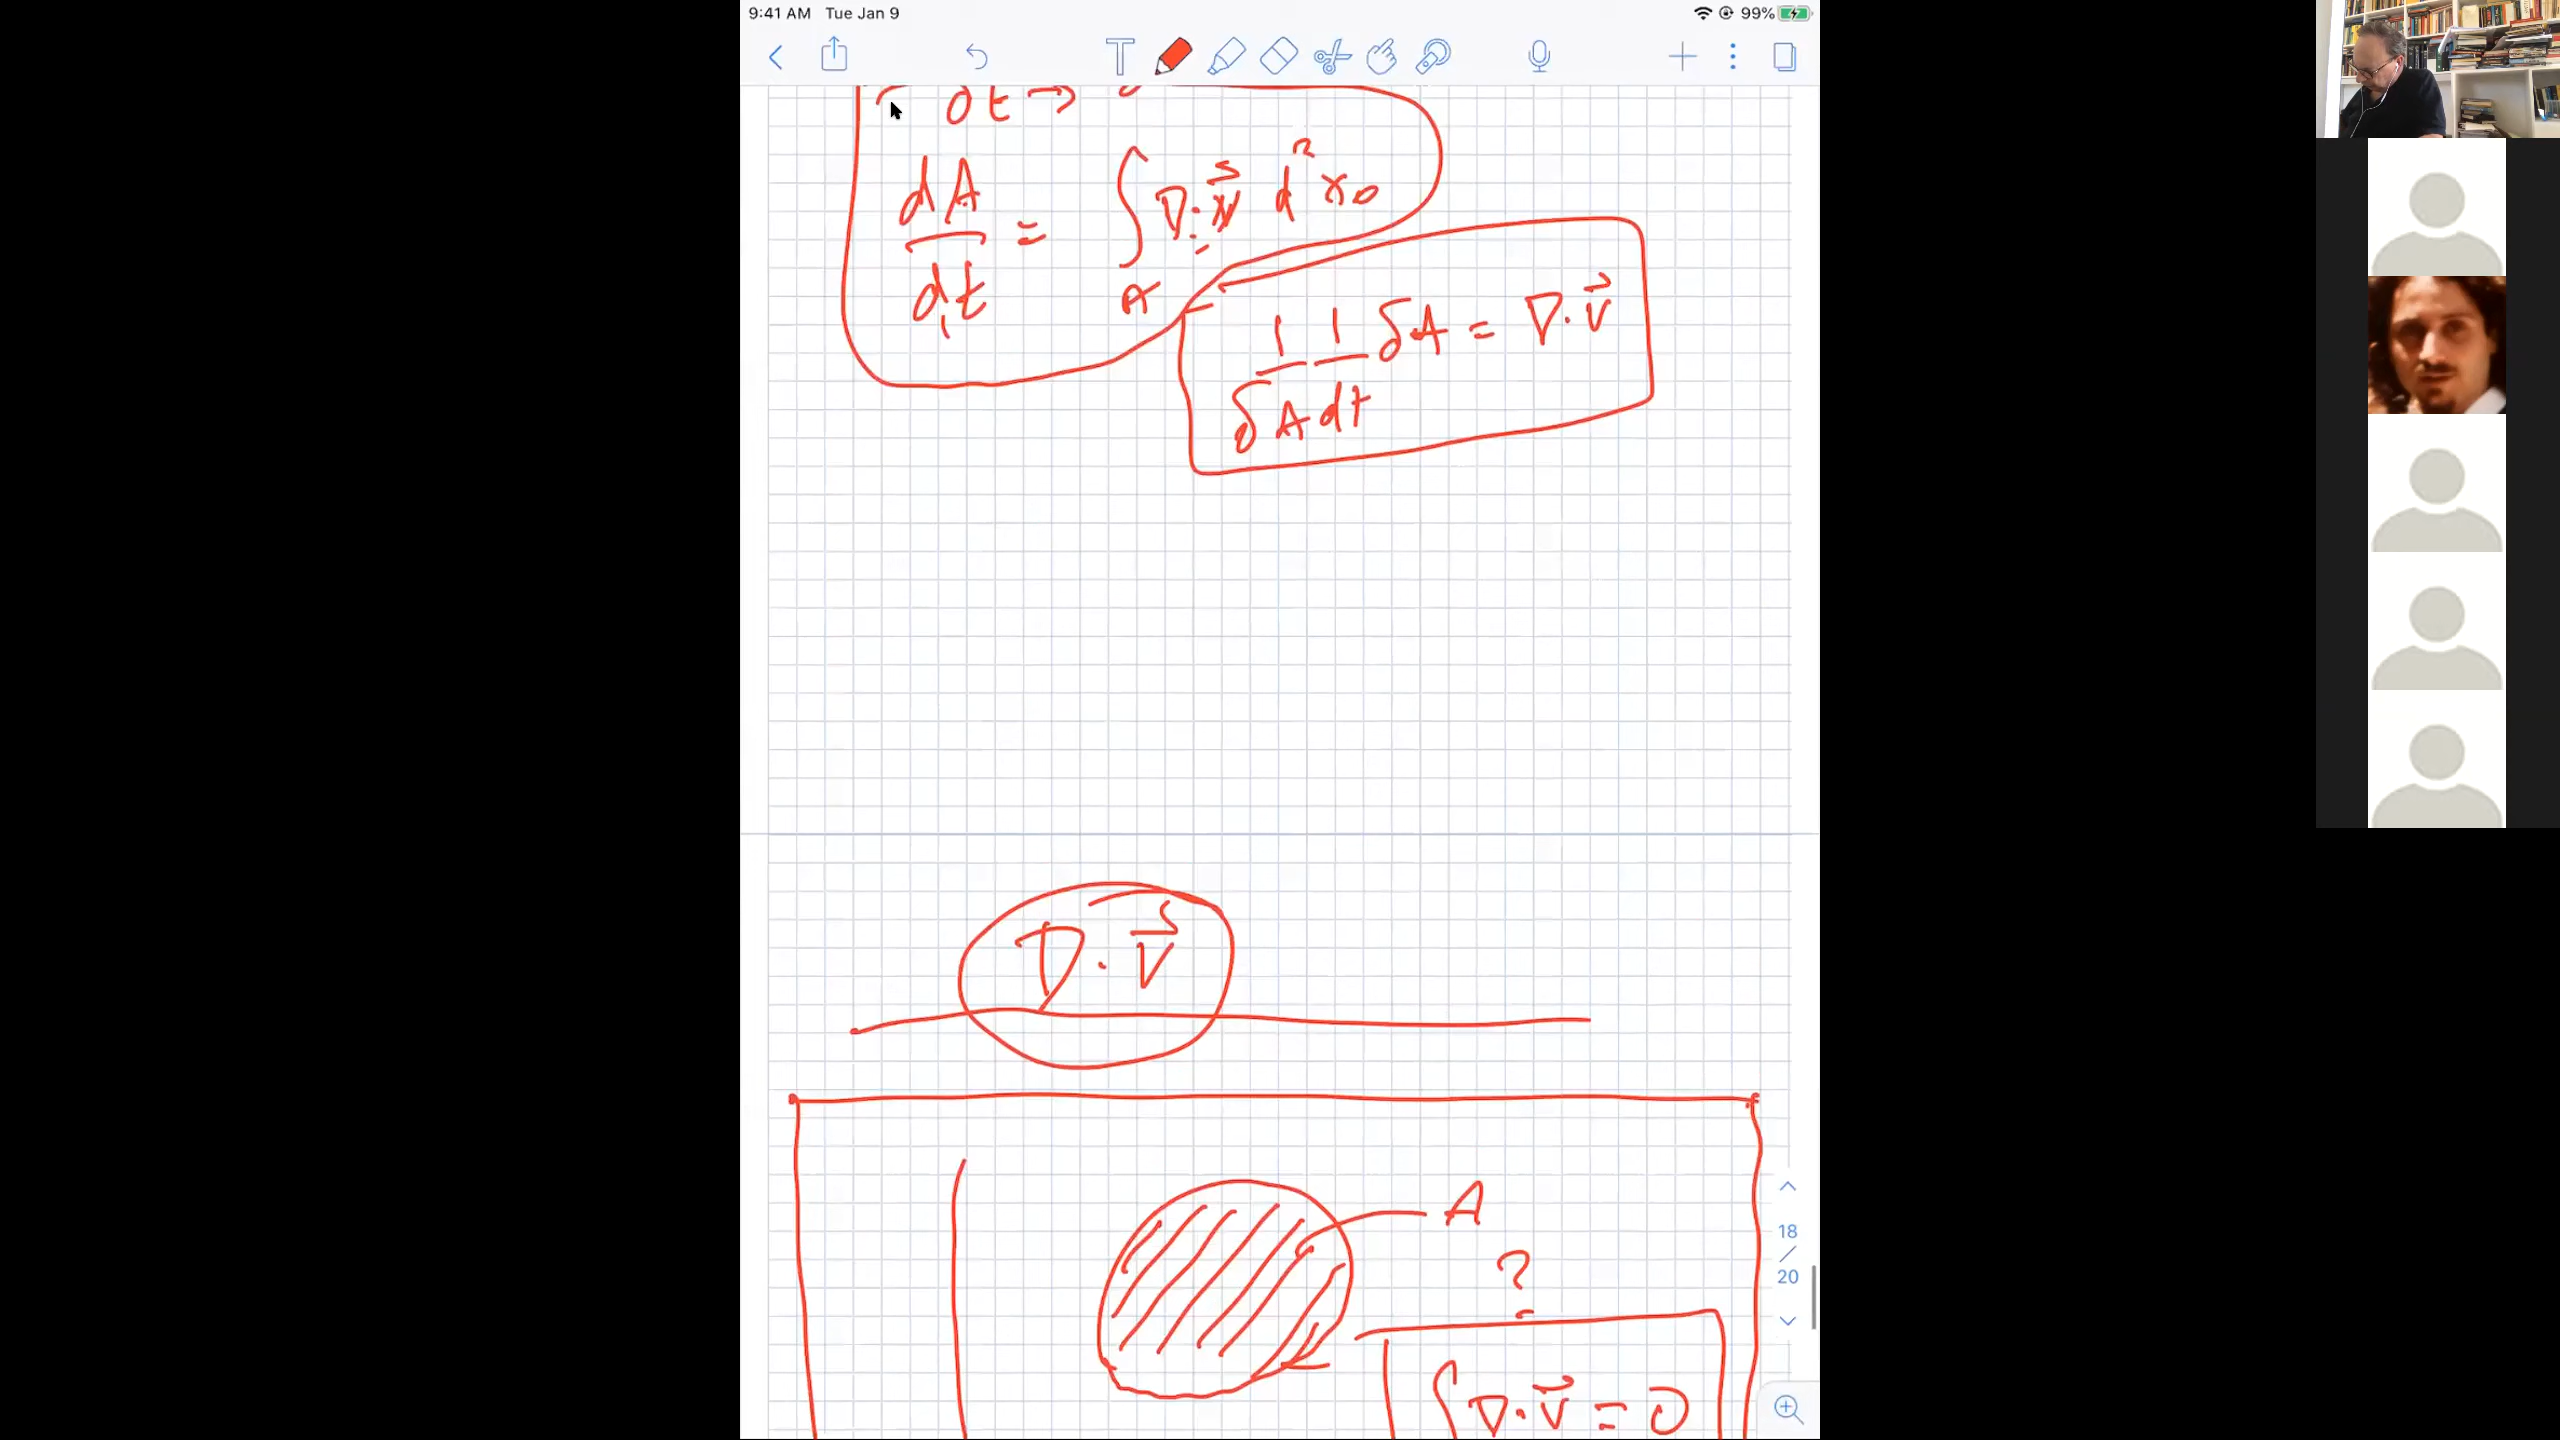 9:41 AM Tue Jan 9 99%
δt →
dA/dt = ∫_A ∇·v⃗ d²x₀
1/δA 1/dt δA = ∇·v⃗
∇·v⃗
A
?
∫∇·v⃗ = 0
18
/
20